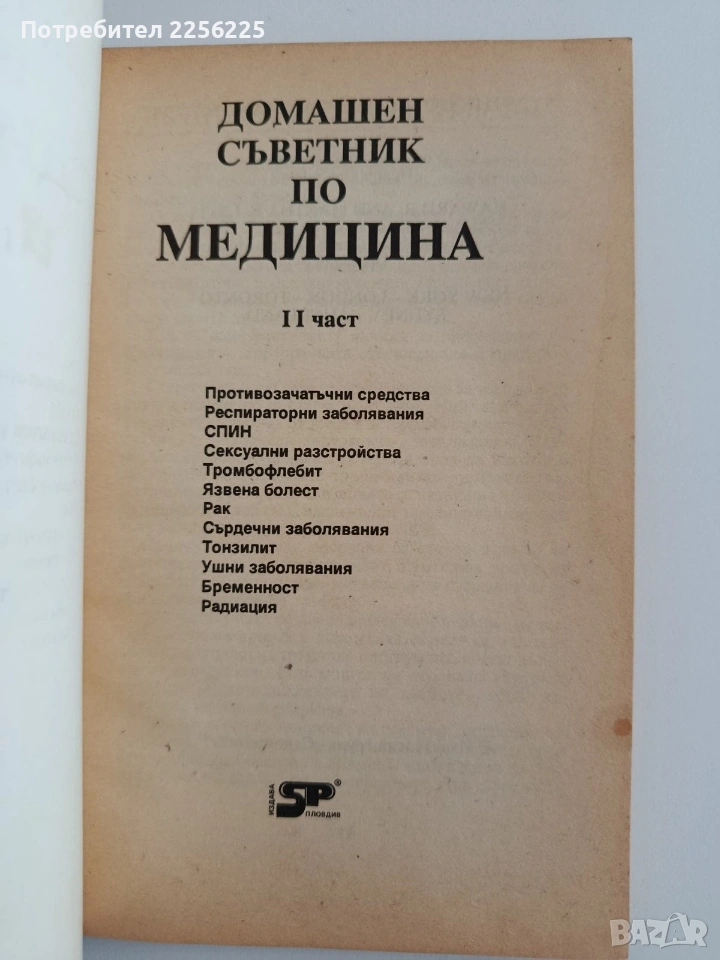 Потребител 2256225
ДОМАШЕН
СЪВЕТНИК
ПО
МЕДИЦИНА
II част
Противозачатъчни средства
Респираторни заболявания
СПИН
Сексуални разстройства
Тромбофлебит
Язвена болест
Рак
Сърдечни заболявания
Тонзилит
Ушни заболявания
Бременност
Радиация
ИЗДАВА
SP®
ПЛОВДИВ
BAZAR